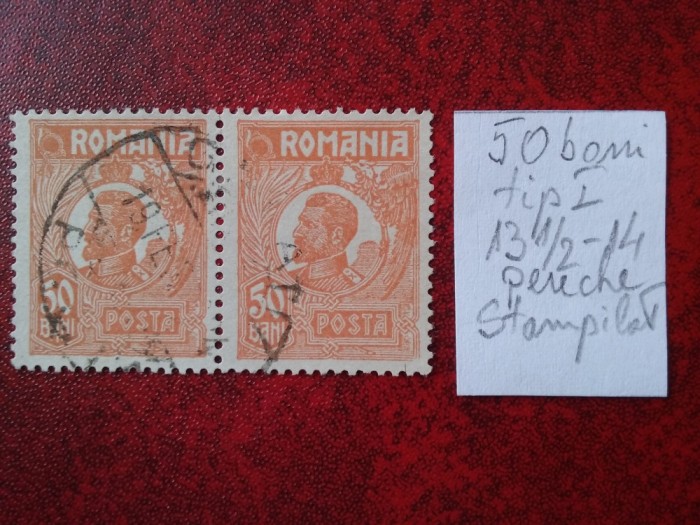 ROMANIA ROMANIA
50 BANI POSTA 50 BANI POSTA
50 bani
tip I
13 1/2-14
pereche
Stampilat